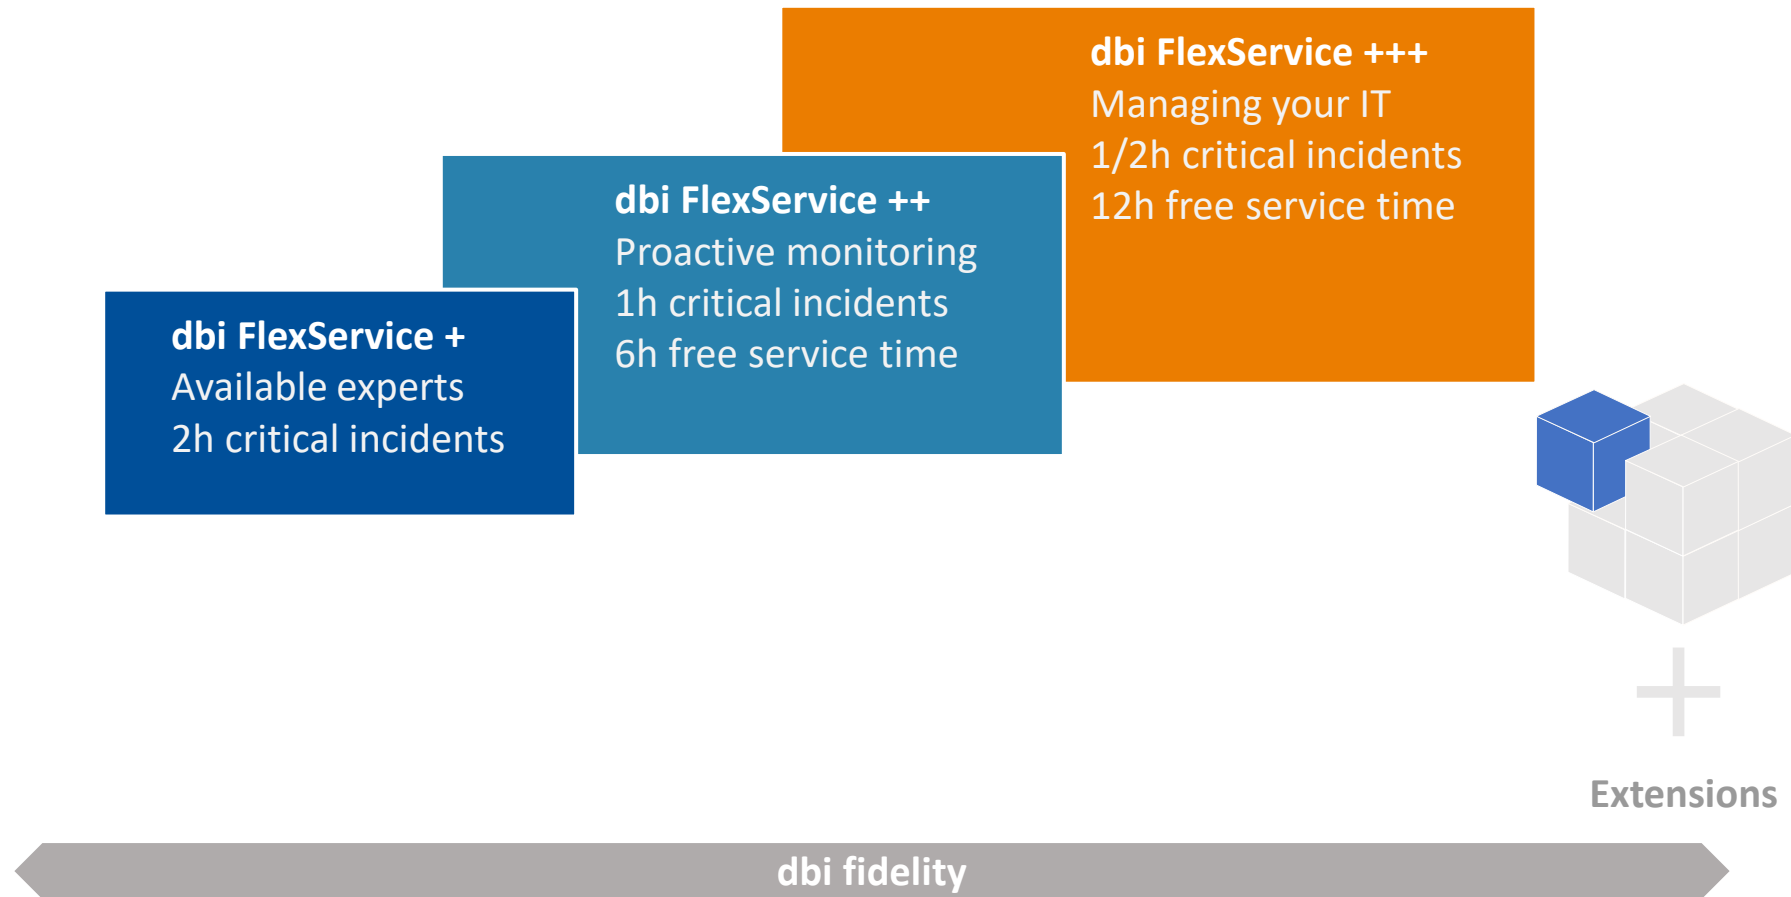 dbi FlexService +++
Managing your IT
1/2h critical incidents
12h free service time
dbi FlexService ++
Proactive monitoring
1h critical incidents
6h free service time
dbi FlexService +
Available experts
2h critical incidents
+
Extensions
dbi fidelity